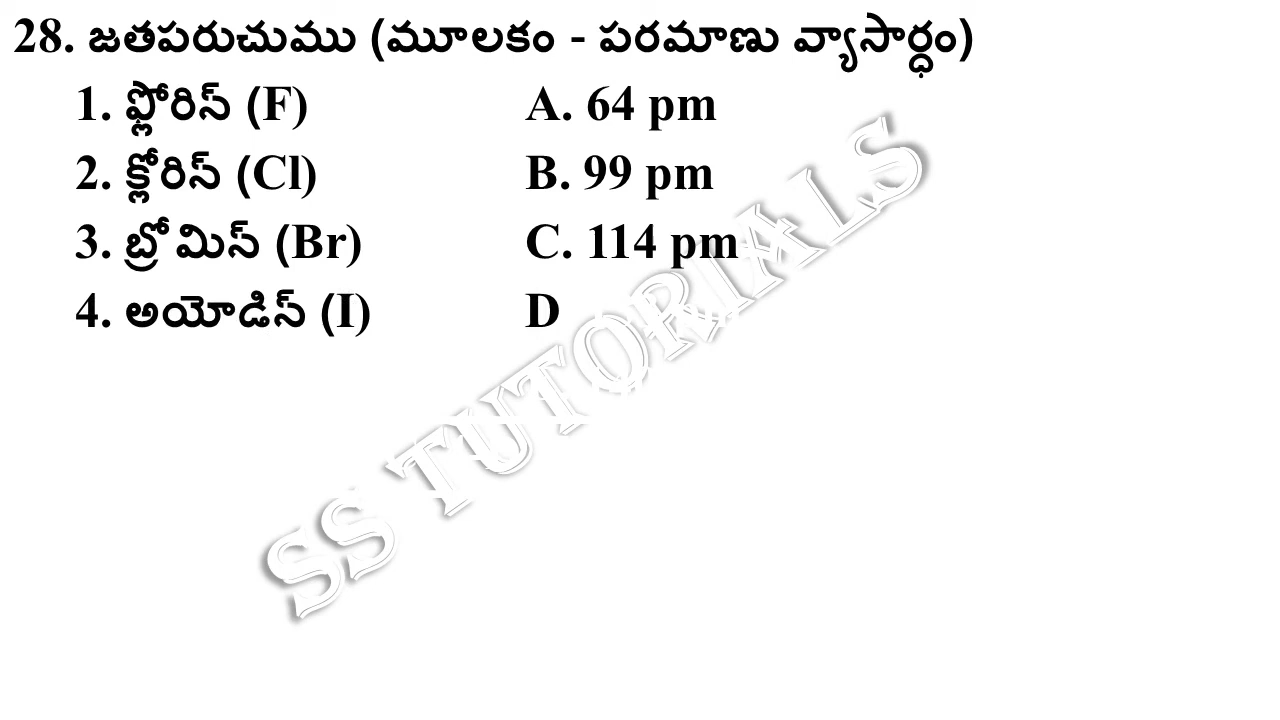 28. జతపరుచుము (మూలకం - పరమాణు వ్యాసార్ధం)
1. ఫ్లోరిన్ (F) A. 64 pm
2. క్లోరిన్ (Cl) B. 99 pm
3. బ్రోమిన్ (Br) C. 114 pm
4. అయోడిన్ (I) D
SS TUTORIALS